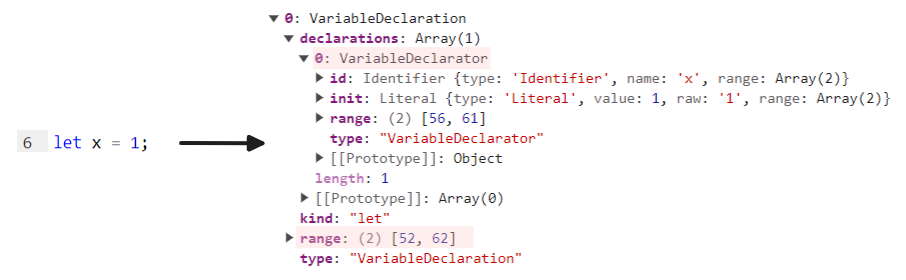 ▼ 0: VariableDeclaration
▼ declarations: Array(1)
▼ 0: VariableDeclarator
▶ id: Identifier {type: 'Identifier', name: 'x', range: Array(2)}
▶ init: Literal {type: 'Literal', value: 1, raw: '1', range: Array(2)}
▶ range: (2) [56, 61]
type: "VariableDeclarator"
▶ [[Prototype]]: Object
length: 1
▶ [[Prototype]]: Array(0)
kind: "let"
▶ range: (2) [52, 62]
type: "VariableDeclaration"
6 let x = 1;